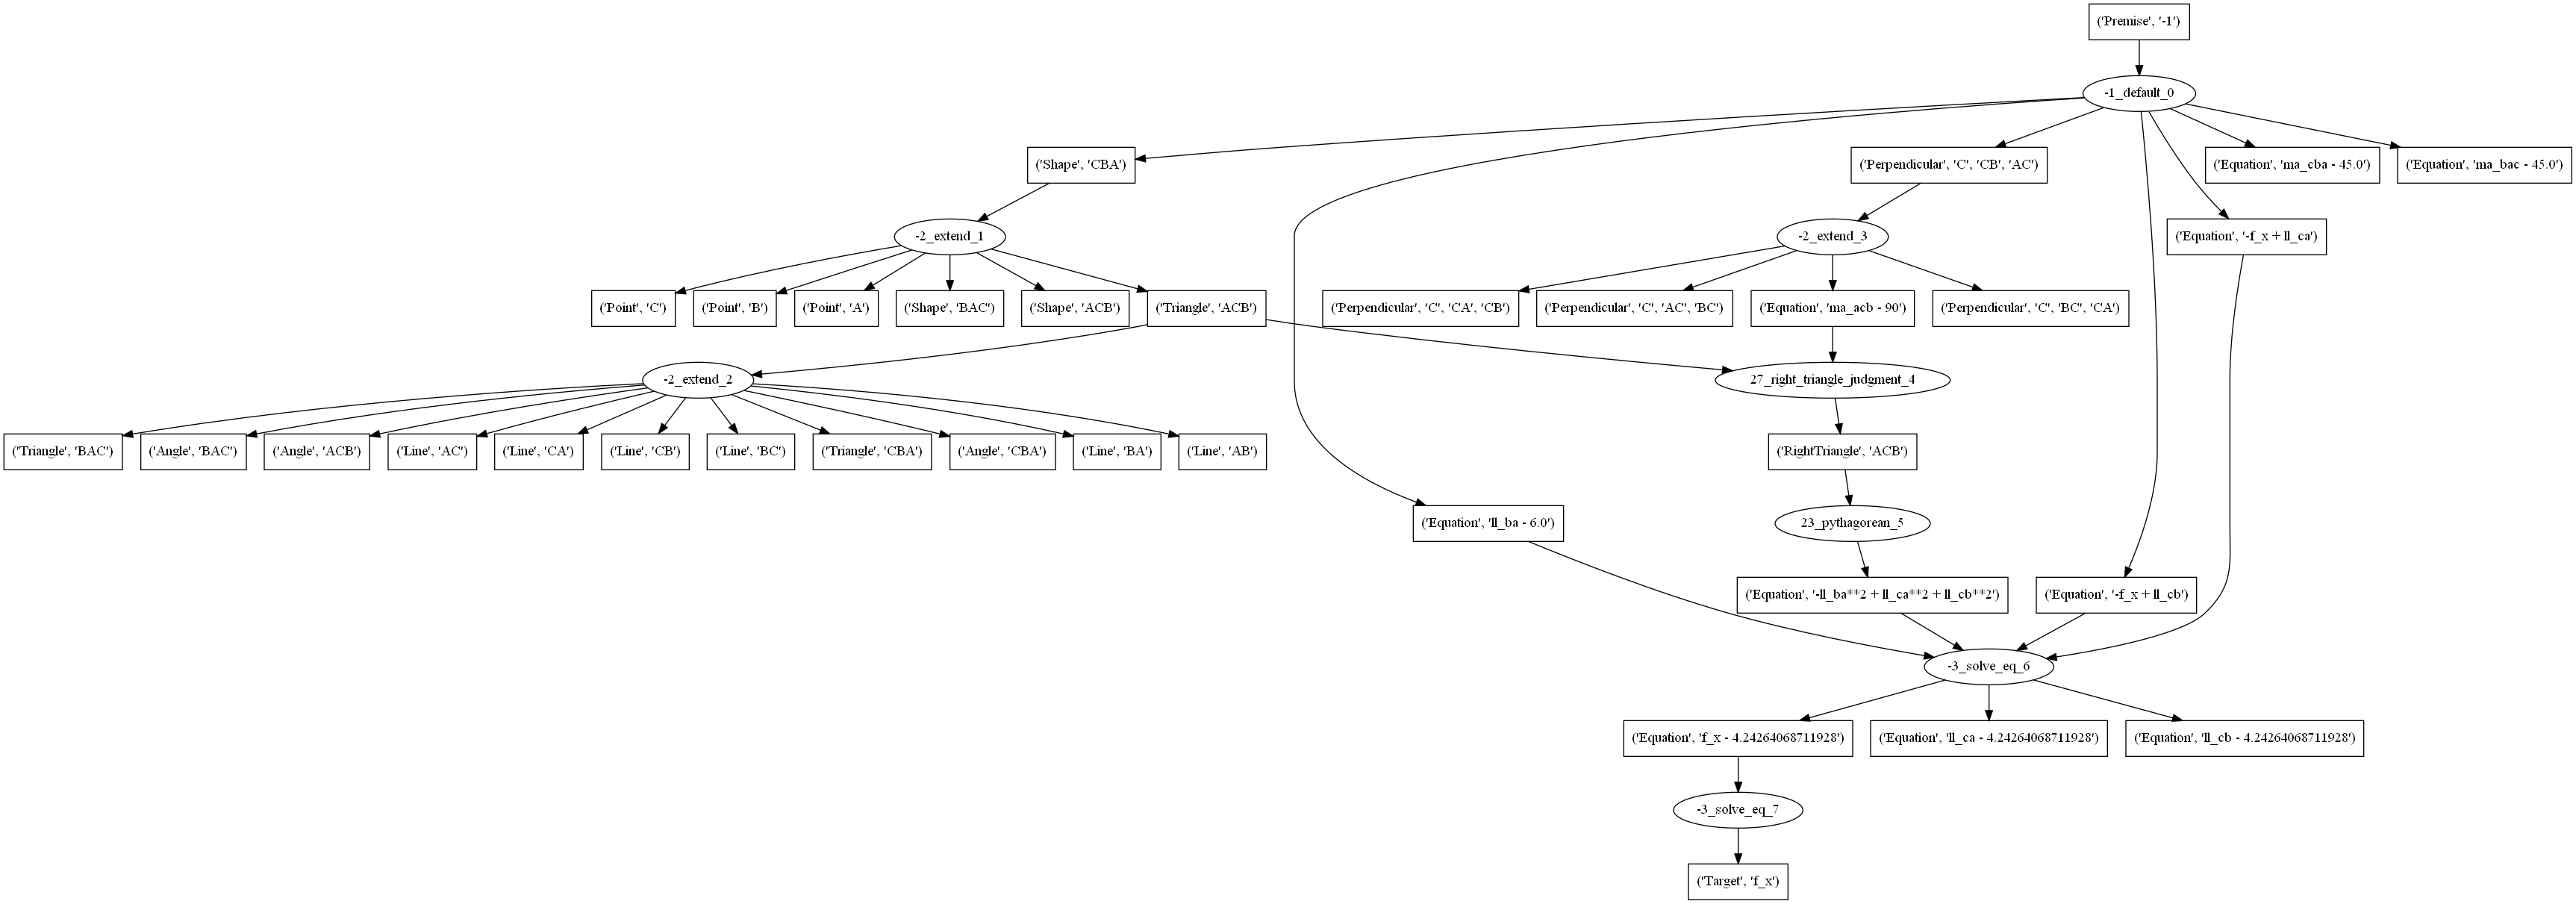 ('Premise', '-1')
-1_default_0
('Shape', 'CBA')
('Perpendicular', 'C', 'CB', 'AC')
('Equation', 'ma_cba - 45.0')
('Equation', 'ma_bac - 45.0')
-2_extend_1
-2_extend_3
('Equation', '-f_x + ll_ca')
('Point', 'C')
('Point', 'B')
('Point', 'A')
('Shape', 'BAC')
('Shape', 'ACB')
('Triangle', 'ACB')
('Perpendicular', 'C', 'CA', 'CB')
('Perpendicular', 'C', 'AC', 'BC')
('Equation', 'ma_acb - 90')
('Perpendicular', 'C', 'BC', 'CA')
-2_extend_2
27_right_triangle_judgment_4
('Triangle', 'BAC')
('Angle', 'BAC')
('Angle', 'ACB')
('Line', 'AC')
('Line', 'CA')
('Line', 'CB')
('Line', 'BC')
('Triangle', 'CBA')
('Angle', 'CBA')
('Line', 'BA')
('Line', 'AB')
('RightTriangle', 'ACB')
('Equation', 'll_ba - 6.0')
23_pythagorean_5
('Equation', '-ll_ba**2 + ll_ca**2 + ll_cb**2')
('Equation', '-f_x + ll_cb')
-3_solve_eq_6
('Equation', 'f_x - 4.24264068711928')
('Equation', 'll_ca - 4.24264068711928')
('Equation', 'll_cb - 4.24264068711928')
-3_solve_eq_7
('Target', 'f_x')